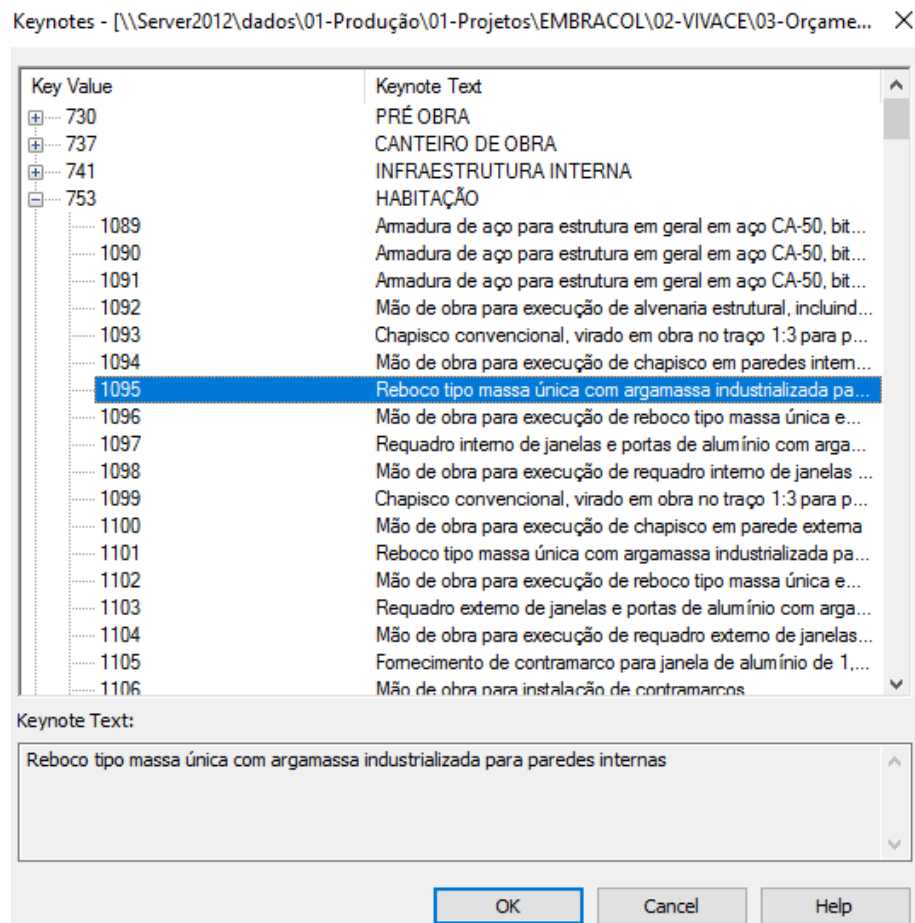 Keynotes - [\\Server2012\dados\01-Produção\01-Projetos\EMBRACOL\02-VIVACE\03-Orçame...
Key Value Keynote Text
730 PRÉ OBRA
737 CANTEIRO DE OBRA
741 INFRAESTRUTURA INTERNA
753 HABITAÇÃO
1089 Armadura de aço para estrutura em geral em aço CA-50, bit...
1090 Armadura de aço para estrutura em geral em aço CA-50, bit...
1091 Armadura de aço para estrutura em geral em aço CA-50, bit...
1092 Mão de obra para execução de alvenaria estrutural, incluind...
1093 Chapisco convencional, virado em obra no traço 1:3 para p...
1094 Mão de obra para execução de chapisco em paredes intern...
1095 Reboco tipo massa única com argamassa industrializada pa...
1096 Mão de obra para execução de reboco tipo massa única e...
1097 Requadro interno de janelas e portas de alumínio com arga...
1098 Mão de obra para execução de requadro interno de janelas ...
1099 Chapisco convencional, virado em obra no traço 1:3 para p...
1100 Mão de obra para execução de chapisco em parede externa
1101 Reboco tipo massa única com argamassa industrializada pa...
1102 Mão de obra para execução de reboco tipo massa única e...
1103 Requadro externo de janelas e portas de alumínio com arga...
1104 Mão de obra para execução de requadro externo de janelas...
1105 Fornecimento de contramarco para janela de alumínio de 1,...
1106 Mão de obra para instalação de contramarcos
Keynote Text:
Reboco tipo massa única com argamassa industrializada para paredes internas
OK Cancel Help